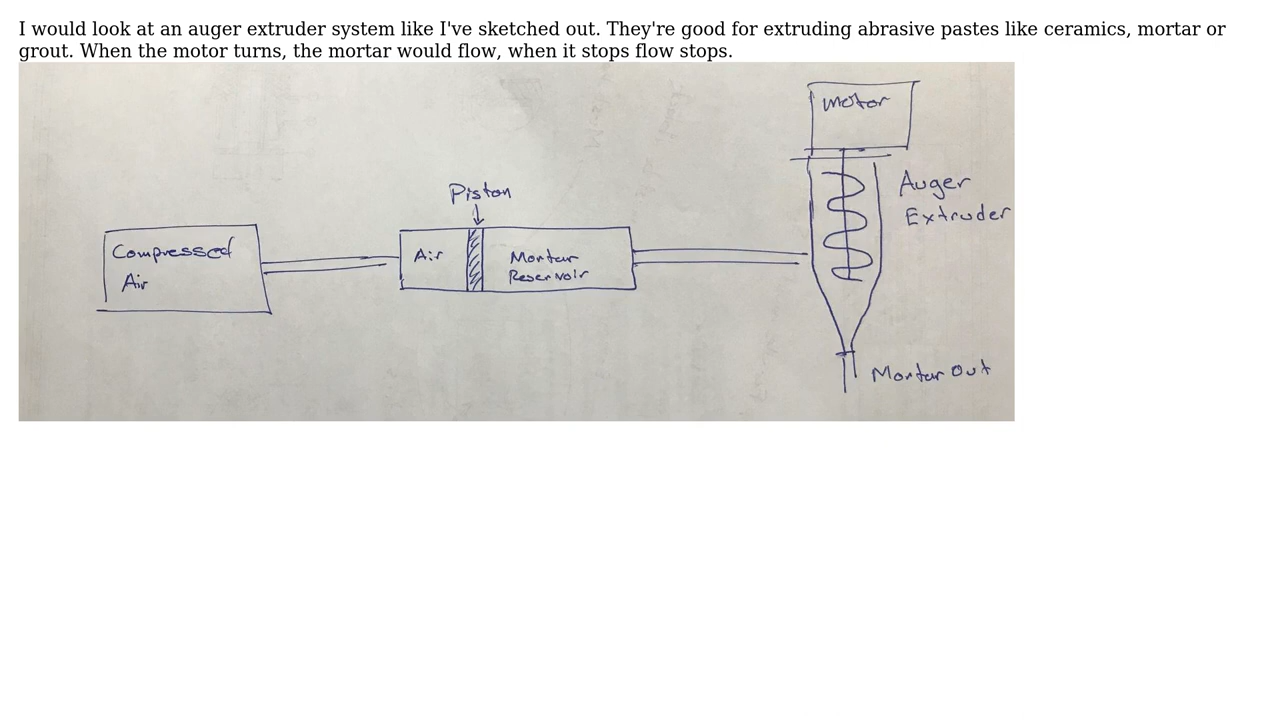 I would look at an auger extruder system like I've sketched out. They're good for extruding abrasive pastes like ceramics, mortar or
grout. When the motor turns, the mortar would flow, when it stops flow stops.
Motor
Piston
Auger
Extruder
Compressed
Air
Air
Mortar
Reservoir
Mortar Out